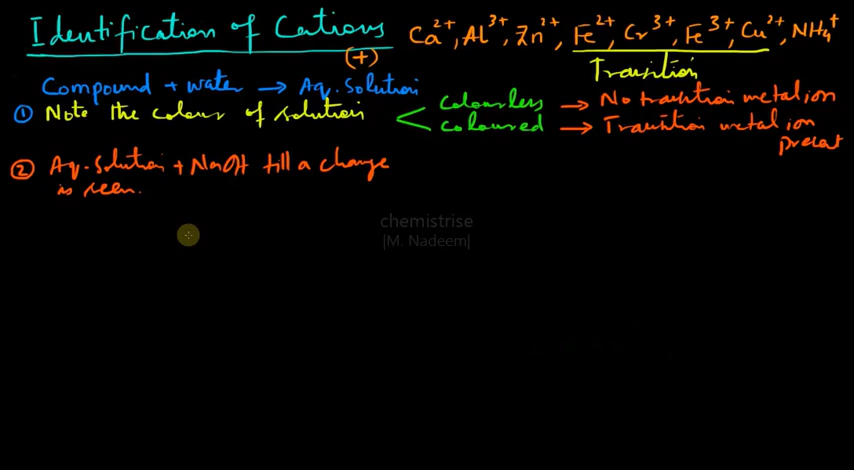 Identification of Cations
(+)
Ca²⁺, Al³⁺, Zn²⁺, Fe²⁺, Cr³⁺, Fe³⁺, Cu²⁺, NH₄⁺
Transition
Compound + water → Aq. Solution
① Note the colour of solution
Colourless → No transition metal ion
coloured → Transition metal ion
present
② Aq. Solution + NaOH till a change
is seen.
chemistrise
|M. Nadeem|